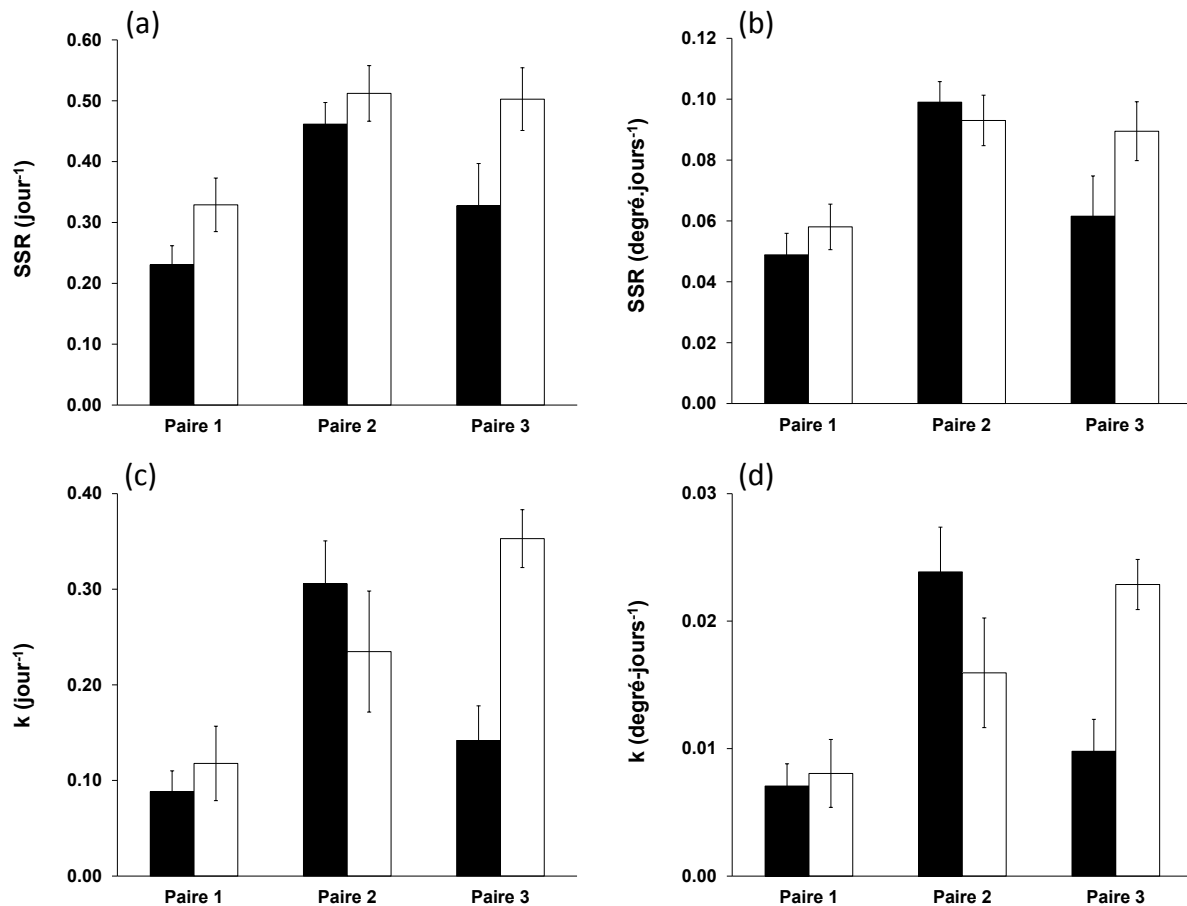 (a)
SSR (jour-1)
0.60
0.50
0.40
0.30
0.20
0.10
0.00
Paire 1 Paire 2 Paire 3
(b)
SSR (degré.jours-1)
0.12
0.10
0.08
0.06
0.04
0.02
0.00
Paire 1 Paire 2 Paire 3
(c)
k (jour-1)
0.40
0.30
0.20
0.10
0.00
Paire 1 Paire 2 Paire 3
(d)
k (degré-jours-1)
0.03
0.02
0.01
0.00
Paire 1 Paire 2 Paire 3